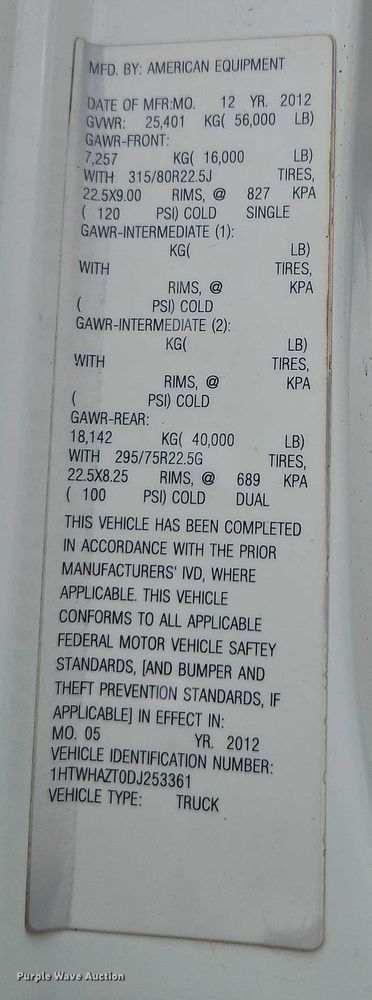 MFD. BY: AMERICAN EQUIPMENT
DATE OF MFR:MO. 12 YR. 2012
GVWR: 25,401 KG( 56,000 LB)
GAWR-FRONT:
7,257 KG( 16,000 LB)
WITH 315/80R22.5J TIRES,
22.5X9.00 RIMS, @ 827 KPA
( 120 PSI) COLD SINGLE
GAWR-INTERMEDIATE (1):
KG( LB)
WITH TIRES,
RIMS, @ KPA
( PSI) COLD
GAWR-INTERMEDIATE (2):
KG( LB)
WITH TIRES,
RIMS, @ KPA
( PSI) COLD
GAWR-REAR:
18,142 KG( 40,000 LB)
WITH 295/75R22.5G TIRES,
22.5X8.25 RIMS, @ 689 KPA
( 100 PSI) COLD DUAL
THIS VEHICLE HAS BEEN COMPLETED
IN ACCORDANCE WITH THE PRIOR
MANUFACTURERS' IVD, WHERE
APPLICABLE. THIS VEHICLE
CONFORMS TO ALL APPLICABLE
FEDERAL MOTOR VEHICLE SAFTEY
STANDARDS, [AND BUMPER AND
THEFT PREVENTION STANDARDS, IF
APPLICABLE] IN EFFECT IN:
MO. 05 YR. 2012
VEHICLE IDENTIFICATION NUMBER:
1HTWHAZT0DJ253361
VEHICLE TYPE: TRUCK
Purple Wave Auction